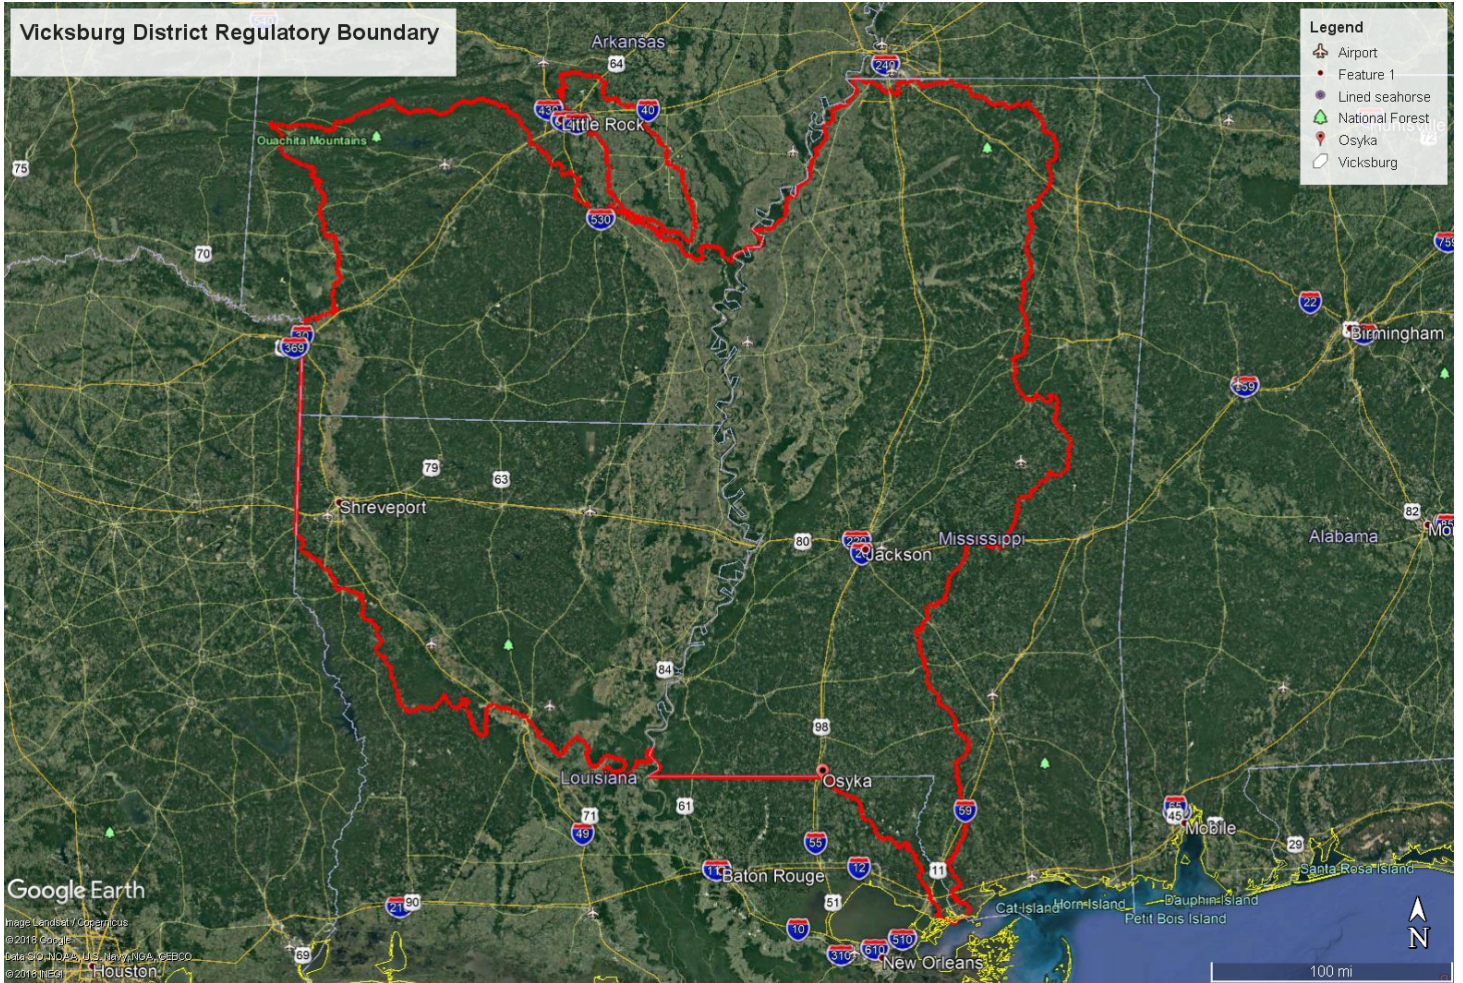 Vicksburg District Regulatory Boundary
Legend
Airport
Feature 1
Lined seahorse
National Forest
Osyka
Vicksburg
Arkansas
64
240
430
40
Little Rock
Ouachita Mountains
75
530
70
759
22
Birmingham
30
369
59
79
63
Shreveport
82
80
220
Jackson
Mississippi
Alabama
84
98
Osyka
Louisiana
61
71
49
59
65
45
Mobile
55
29
Santa Rosa Island
11
12
Baton Rouge
Google Earth
90
51
Cat Island
Horn Island
Dauphin Island
Petit Bois Island
10
510
610
310
New Orleans
69
Image Landsat / Copernicus
©2018 Google
Data SIO, NOAA, U.S. Navy, NGA, GEBCO
©2018 INEGI
Houston
N
100 mi